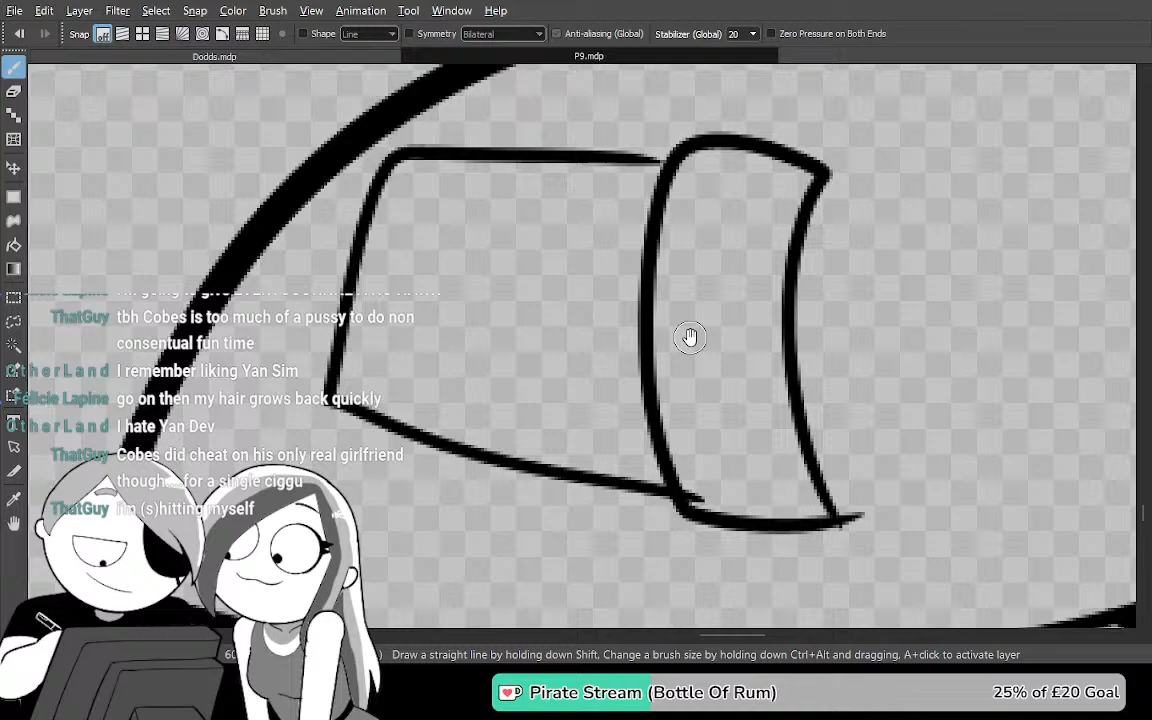 File Edit Layer Filter Select Snap Color Brush View Animation Tool Window Help
Snap off Shape Line Symmetry Bilateral Anti-aliasing (Global) Stabilizer (Global) 20 Zero Pressure on Both Ends
Dodds.mdp P9.mdp
ThatGuy tbh Cobes is too much of a pussy to do non
consentual fun time
OtherLand I remember liking Yan Sim
Félicie Lapine go on then my hair grows back quickly
OtherLand I hate Yan Dev
ThatGuy Cobes did cheat on his only real girlfriend
though... for a single ciggu
ThatGuy I'm (s)hitting myself
Draw a straight line by holding down Shift, Change a brush size by holding down Ctrl+Alt and dragging, A+click to activate layer
Pirate Stream (Bottle Of Rum) 25% of £20 Goal